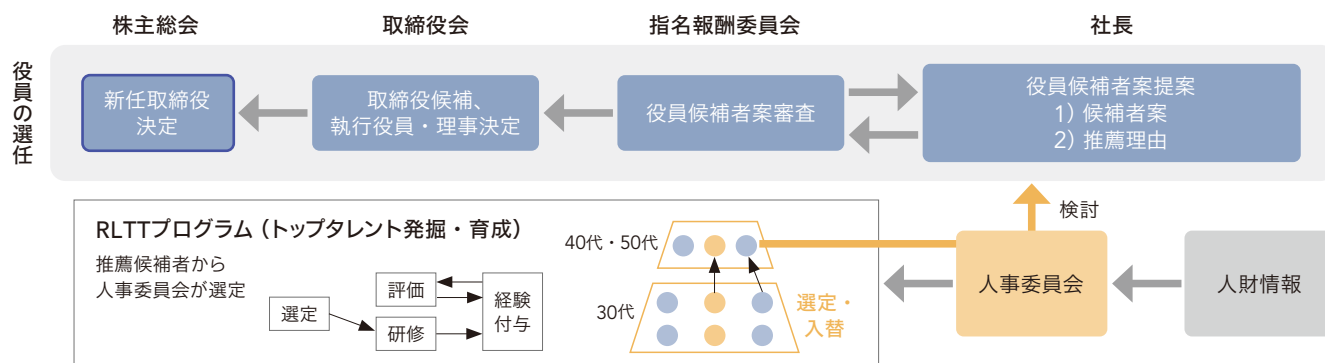 株主総会
取締役会
指名報酬委員会
社長
役員の選任
新任取締役
決定
取締役候補、
執行役員・理事決定
役員候補者案審査
役員候補者案提案
1）候補者案
2）推薦理由
検討
RLTTプログラム（トップタレント発掘・育成）
推薦候補者から
人事委員会が選定
選定
評価
研修
経験
付与
40代・50代
30代
選定・
入替
人事委員会
人財情報